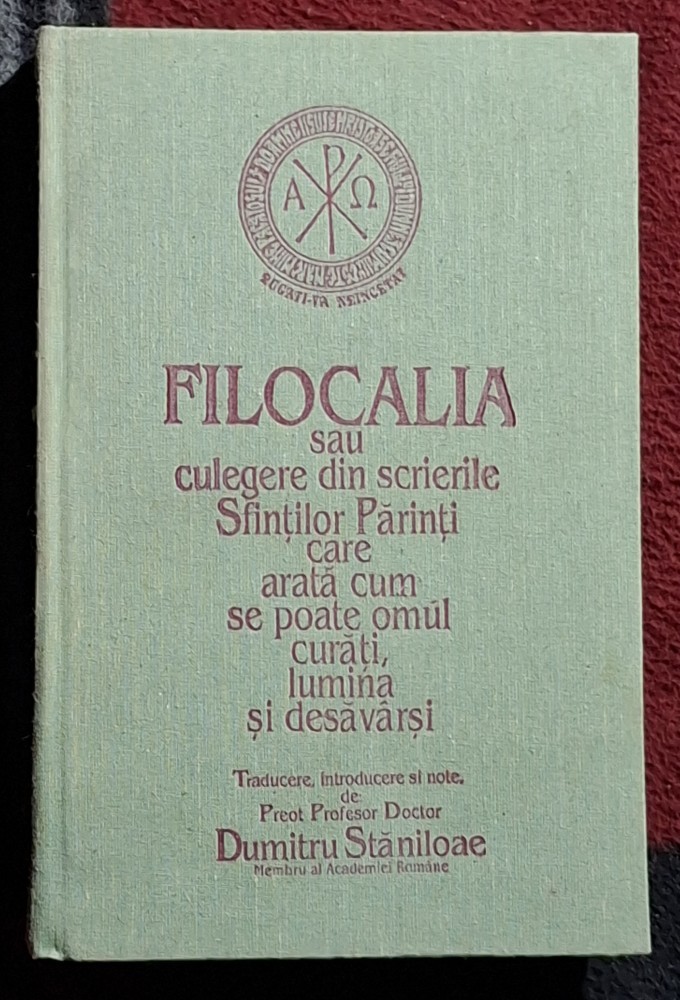 Α Ω
RUGAȚI-VĂ NEÎNCETAT
FILOCALIA
sau
culegere din scrierile
Sfinților Părinți
care
arată cum
se poate omul
curăți,
lumina
și desăvârși
Traducere, introducere si note,
de:
Preot Profesor Doctor
Dumitru Stăniloae
Membru al Academiei Române